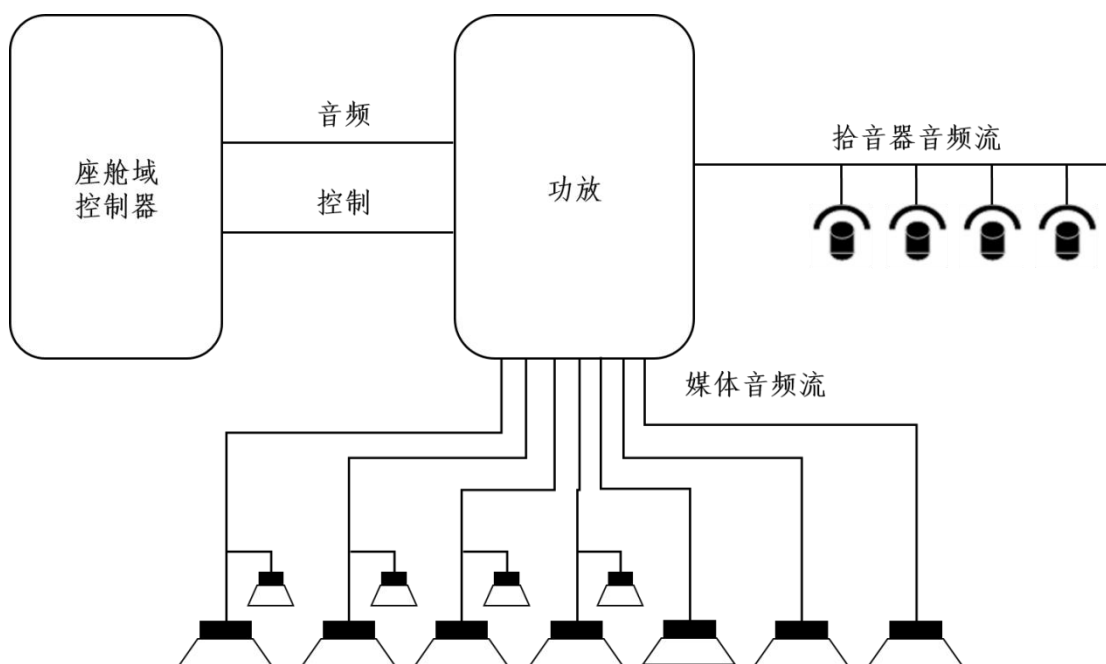 座舱域
控制器
音频
控制
功放
拾音器音频流
媒体音频流